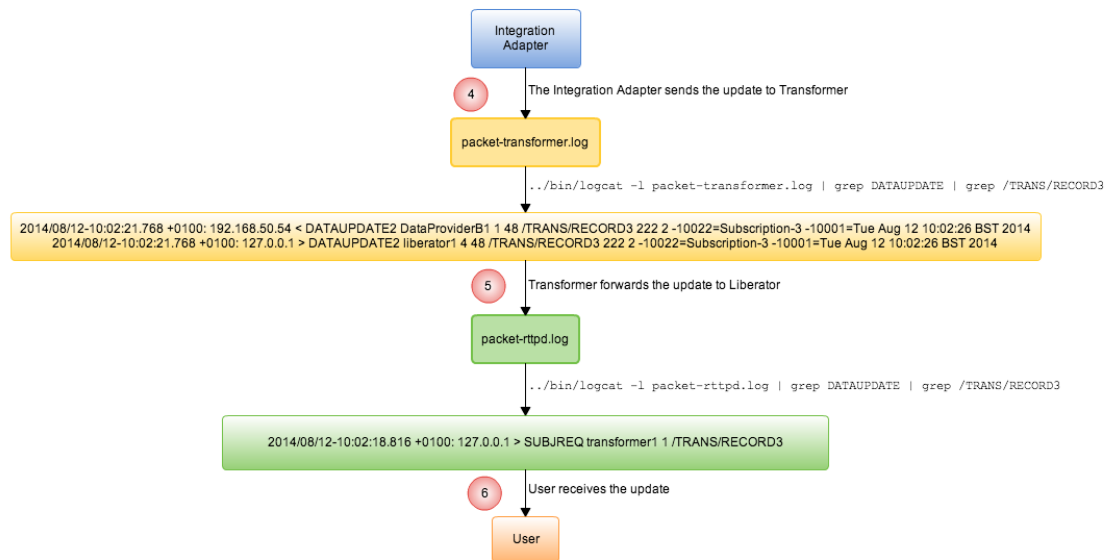 Integration
Adapter
4
The Integration Adapter sends the update to Transformer
packet-transformer.log
../bin/logcat -l packet-transformer.log | grep DATAUPDATE | grep /TRANS/RECORD3
2014/08/12-10:02:21.768 +0100: 192.168.50.54 < DATAUPDATE2 DataProviderB1 1 48 /TRANS/RECORD3 222 2 -10022=Subscription-3 -10001=Tue Aug 12 10:02:26 BST 2014
2014/08/12-10:02:21.768 +0100: 127.0.0.1 > DATAUPDATE2 liberator1 4 48 /TRANS/RECORD3 222 2 -10022=Subscription-3 -10001=Tue Aug 12 10:02:26 BST 2014
5
Transformer forwards the update to Liberator
packet-rttpd.log
../bin/logcat -l packet-rttpd.log | grep DATAUPDATE | grep /TRANS/RECORD3
2014/08/12-10:02:18.816 +0100: 127.0.0.1 > SUBJREQ transformer1 1 /TRANS/RECORD3
6
User receives the update
User